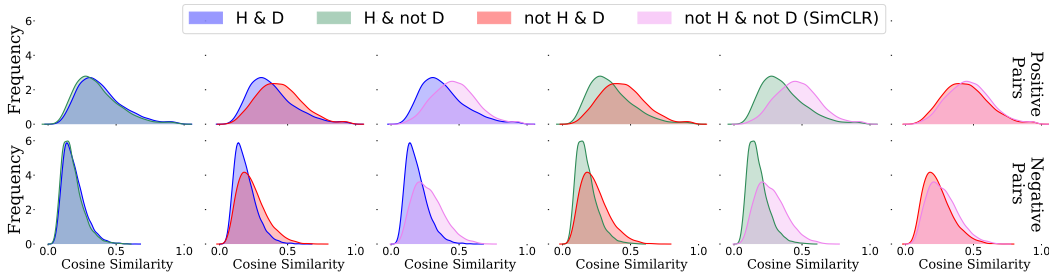 H & D H & not D not H & D not H & not D (SimCLR)
6
4
2
0
Frequency
Positive Pairs
6
4
2
0
Frequency
Negative Pairs
0.0 0.5 1.0 0.0 0.5 1.0 0.0 0.5 1.0 0.0 0.5 1.0 0.0 0.5 1.0 0.0 0.5 1.0
Cosine Similarity Cosine Similarity Cosine Similarity Cosine Similarity Cosine Similarity Cosine Similarity